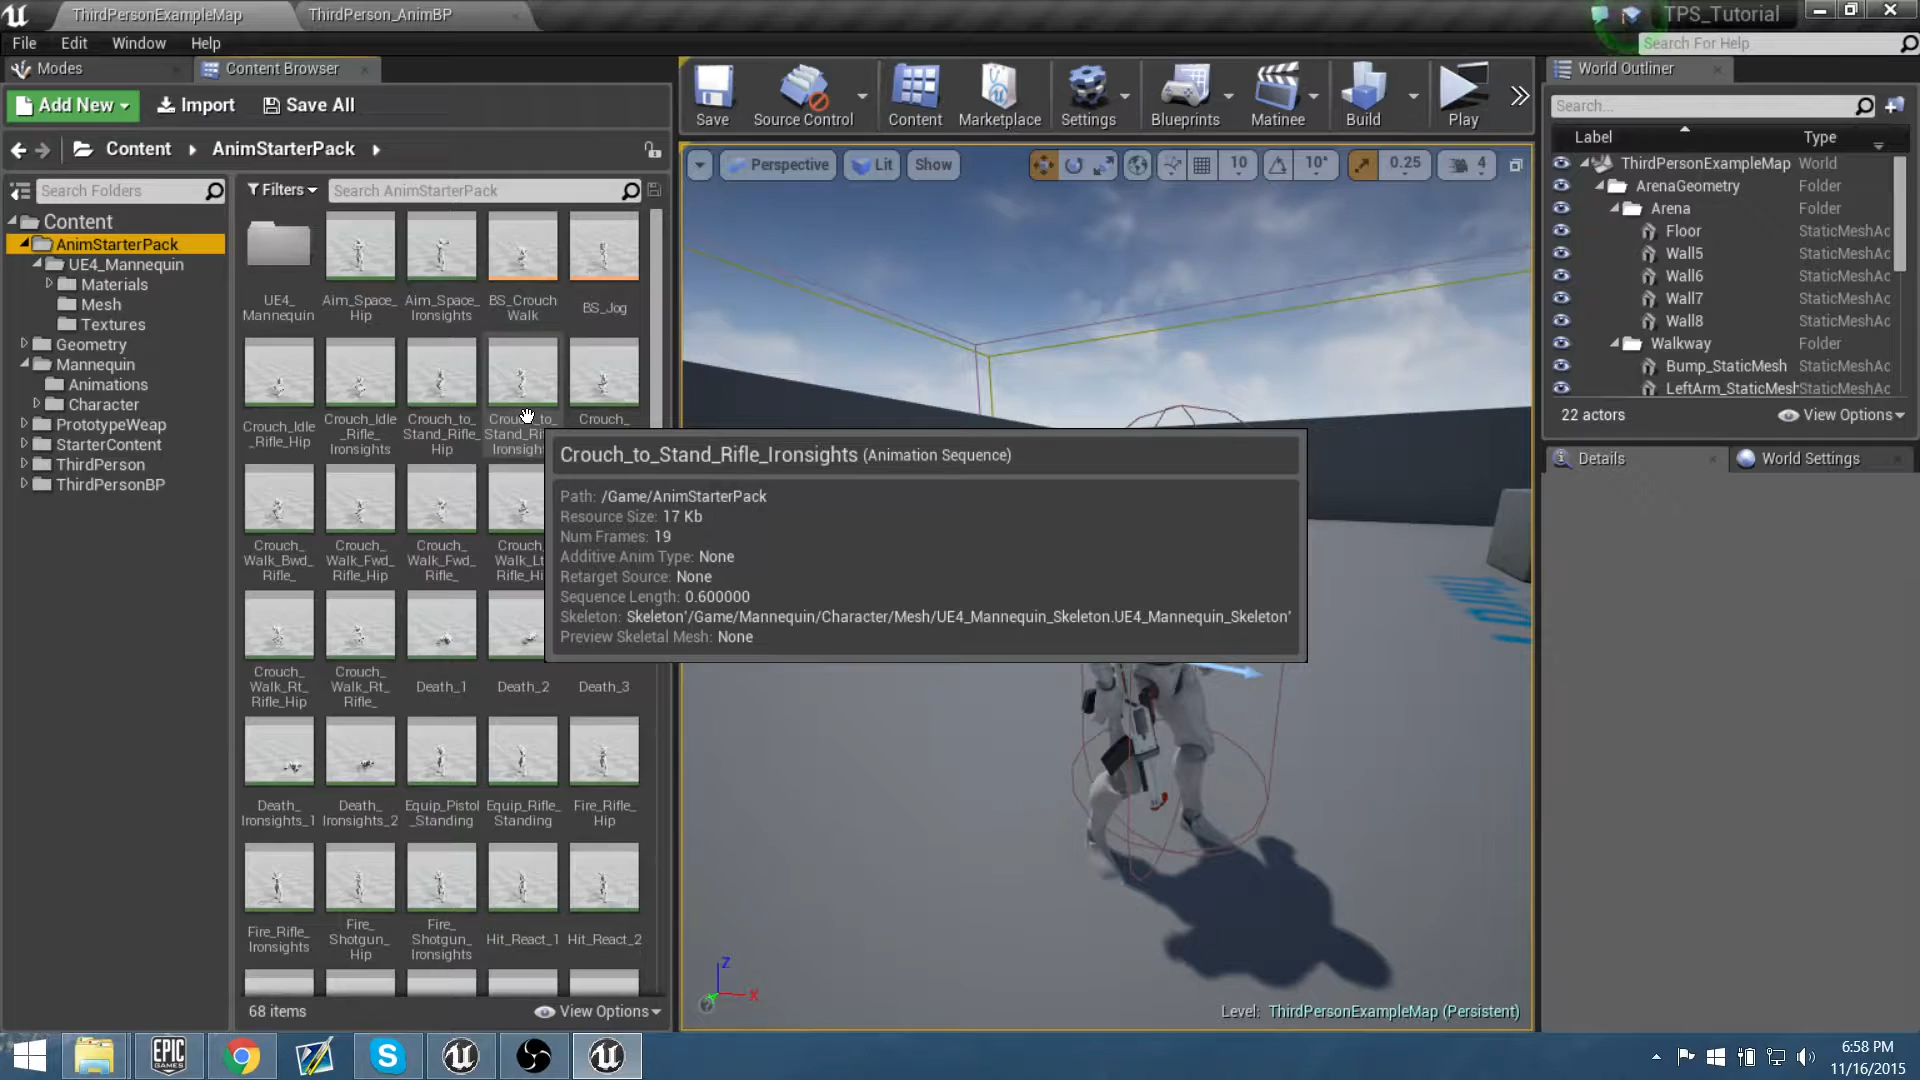 ThirdPersonExampleMap
ThirdPerson_AnimBP
TPS_Tutorial
File Edit Window Help
Search For Help
Modes
Content Browser
World Outliner
Add New
Import
Save All
Save
Source Control
Content
Marketplace
Settings
Blueprints
Matinee
Build
Play
Search...
Label Type
Content
AnimStarterPack
Search Folders
Filters
Search AnimStarterPack
Perspective
Lit
Show
10
10°
0.25
4
ThirdPersonExampleMap World
ArenaGeometry Folder
Arena Folder
Floor StaticMeshAc
Wall5 StaticMeshAc
Wall6 StaticMeshAc
Wall7 StaticMeshAc
Wall8 StaticMeshAc
Walkway Folder
Bump_StaticMesh StaticMeshAc
LeftArm_StaticMesh StaticMeshAc
22 actors
View Options
Details
World Settings
Content
AnimStarterPack
UE4_Mannequin
Materials
Mesh
Textures
Geometry
Mannequin
Animations
Character
PrototypeWeap
StarterContent
ThirdPerson
ThirdPersonBP
UE4_
Mannequin
Aim_Space_
Hip
Aim_Space_
Ironsights
BS_Crouch
Walk
BS_Jog
Crouch_Idle
_Rifle_Hip
Crouch_Idle
_Rifle_
Ironsights
Crouch_to_
Stand_Rifle_
Hip
Crouch_to_
Stand_Rif
Ironsight
Crouch_
Crouch_to_Stand_Rifle_Ironsights (Animation Sequence)
Path: /Game/AnimStarterPack
Resource Size: 17 Kb
Num Frames: 19
Additive Anim Type: None
Retarget Source: None
Sequence Length: 0.600000
Skeleton: Skeleton'/Game/Mannequin/Character/Mesh/UE4_Mannequin_Skeleton.UE4_Mannequin_Skeleton'
Preview Skeletal Mesh: None
Crouch_
Walk_Bwd_
Rifle_
Crouch_
Walk_Fwd_
Rifle_Hip
Crouch_
Walk_Fwd_
Rifle_
Crouch
Walk_Lt
Rifle_Hi
Crouch_
Walk_Rt_
Rifle_Hip
Crouch_
Walk_Rt_
Rifle_
Death_1
Death_2
Death_3
Death_
Ironsights_1
Death_
Ironsights_2
Equip_Pistol
_Standing
Equip_Rifle_
Standing
Fire_Rifle_
Hip
Fire_Rifle_
Ironsights
Fire_
Shotgun_
Hip
Fire_
Shotgun_
Ironsights
Hit_React_1
Hit_React_2
68 items
View Options
Z
X
Level: ThirdPersonExampleMap (Persistent)
EPIC
GAMES
6:58 PM
11/16/2015